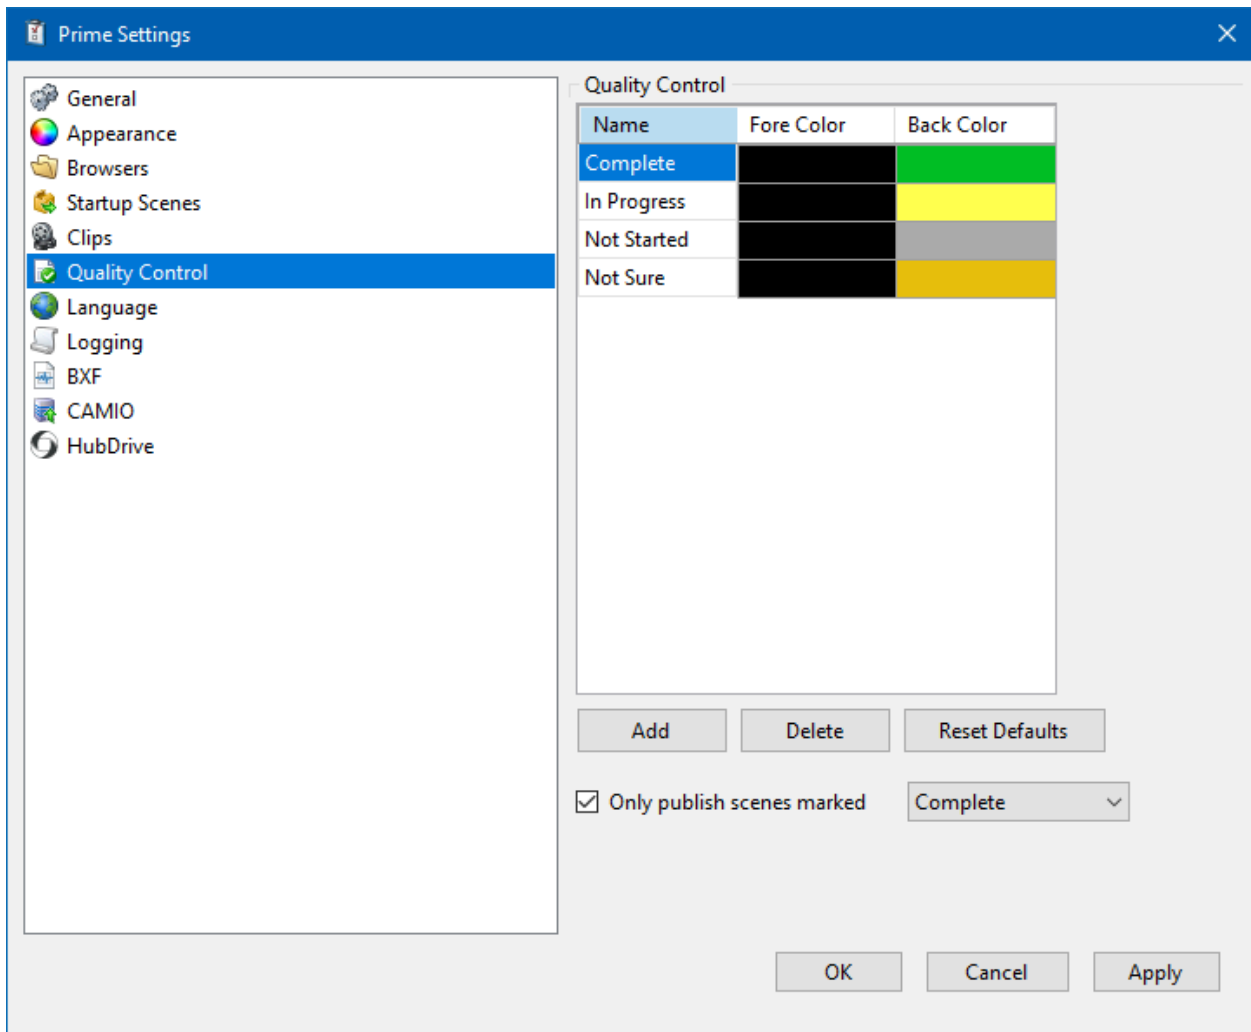 Prime Settings
General
Appearance
Browsers
Startup Scenes
Clips
Quality Control
Language
Logging
BXF
CAMIO
HubDrive
Quality Control
Name Fore Color Back Color
Complete
In Progress
Not Started
Not Sure
Add Delete Reset Defaults
Only publish scenes marked Complete
OK Cancel Apply